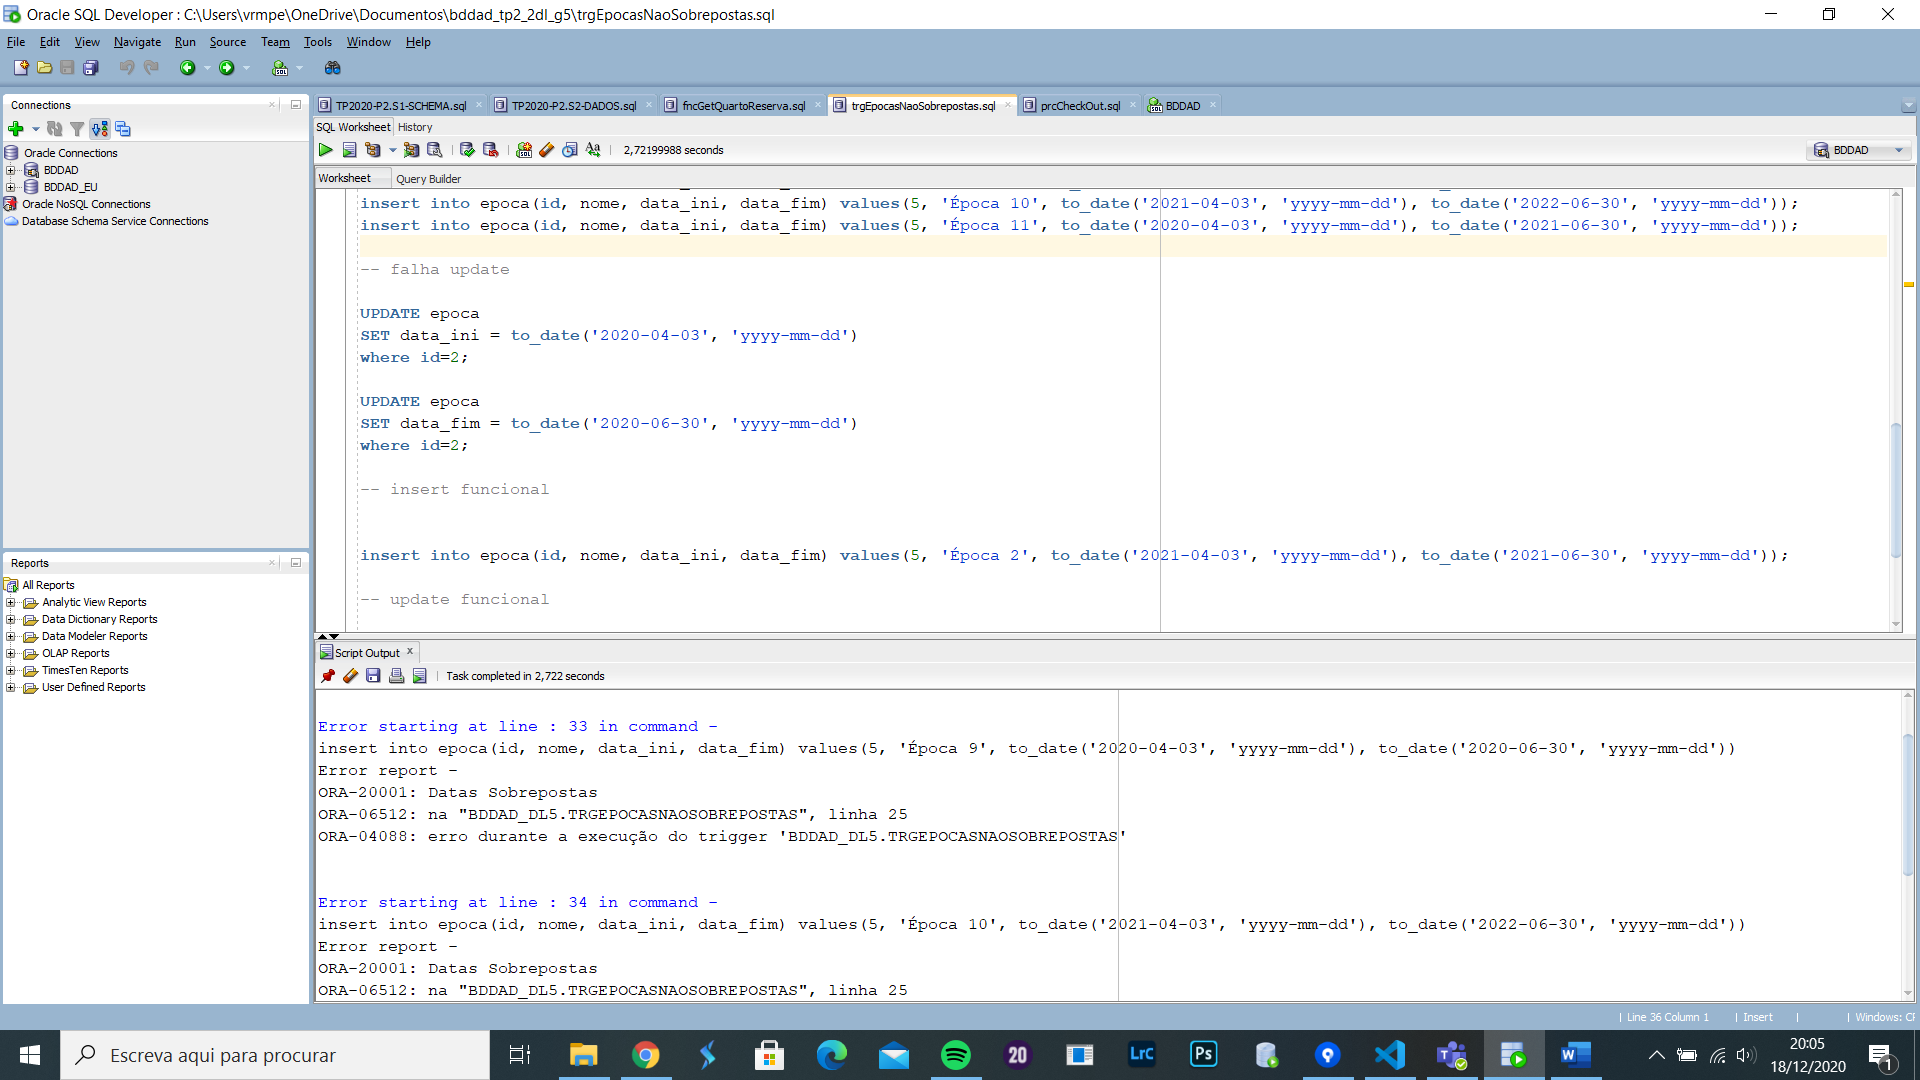 Oracle SQL Developer : C:\Users\vrmpe\OneDrive\Documentos\bddad_tp2_2dl_g5\trgEpocasNaoSobrepostas.sql
File Edit View Navigate Run Source Team Tools Window Help
Connections
Oracle Connections
BDDAD
BDDAD_EU
Oracle NoSQL Connections
Database Schema Service Connections
Reports
All Reports
Analytic View Reports
Data Dictionary Reports
Data Modeler Reports
OLAP Reports
TimesTen Reports
User Defined Reports
TP2020-P2.S1-SCHEMA.sql TP2020-P2.S2-DADOS.sql fncGetQuartoReserva.sql trgEpocasNaoSobrepostas.sql prcCheckOut.sql BDDAD
SQL Worksheet History
2,72199988 seconds
BDDAD
Worksheet Query Builder
insert into epoca(id, nome, data_ini, data_fim) values(5, 'Época 10', to_date('2021-04-03', 'yyyy-mm-dd'), to_date('2022-06-30', 'yyyy-mm-dd'));
insert into epoca(id, nome, data_ini, data_fim) values(5, 'Época 11', to_date('2020-04-03', 'yyyy-mm-dd'), to_date('2021-06-30', 'yyyy-mm-dd'));
-- falha update
UPDATE epoca
SET data_ini = to_date('2020-04-03', 'yyyy-mm-dd')
where id=2;
UPDATE epoca
SET data_fim = to_date('2020-06-30', 'yyyy-mm-dd')
where id=2;
-- insert funcional
insert into epoca(id, nome, data_ini, data_fim) values(5, 'Época 2', to_date('2021-04-03', 'yyyy-mm-dd'), to_date('2021-06-30', 'yyyy-mm-dd'));
-- update funcional
Script Output
Task completed in 2,722 seconds
Error starting at line : 33 in command -
insert into epoca(id, nome, data_ini, data_fim) values(5, 'Época 9', to_date('2020-04-03', 'yyyy-mm-dd'), to_date('2020-06-30', 'yyyy-mm-dd'))
Error report -
ORA-20001: Datas Sobrepostas
ORA-06512: na "BDDAD_DL5.TRGEPOCASNAOSOBREPOSTAS", linha 25
ORA-04088: erro durante a execução do trigger 'BDDAD_DL5.TRGEPOCASNAOSOBREPOSTAS'
Error starting at line : 34 in command -
insert into epoca(id, nome, data_ini, data_fim) values(5, 'Época 10', to_date('2021-04-03', 'yyyy-mm-dd'), to_date('2022-06-30', 'yyyy-mm-dd'))
Error report -
ORA-20001: Datas Sobrepostas
ORA-06512: na "BDDAD_DL5.TRGEPOCASNAOSOBREPOSTAS", linha 25
Line 36 Column 1 Insert Windows: CF
Escreva aqui para procurar
20
LrC
Ps
20:05
18/12/2020
1